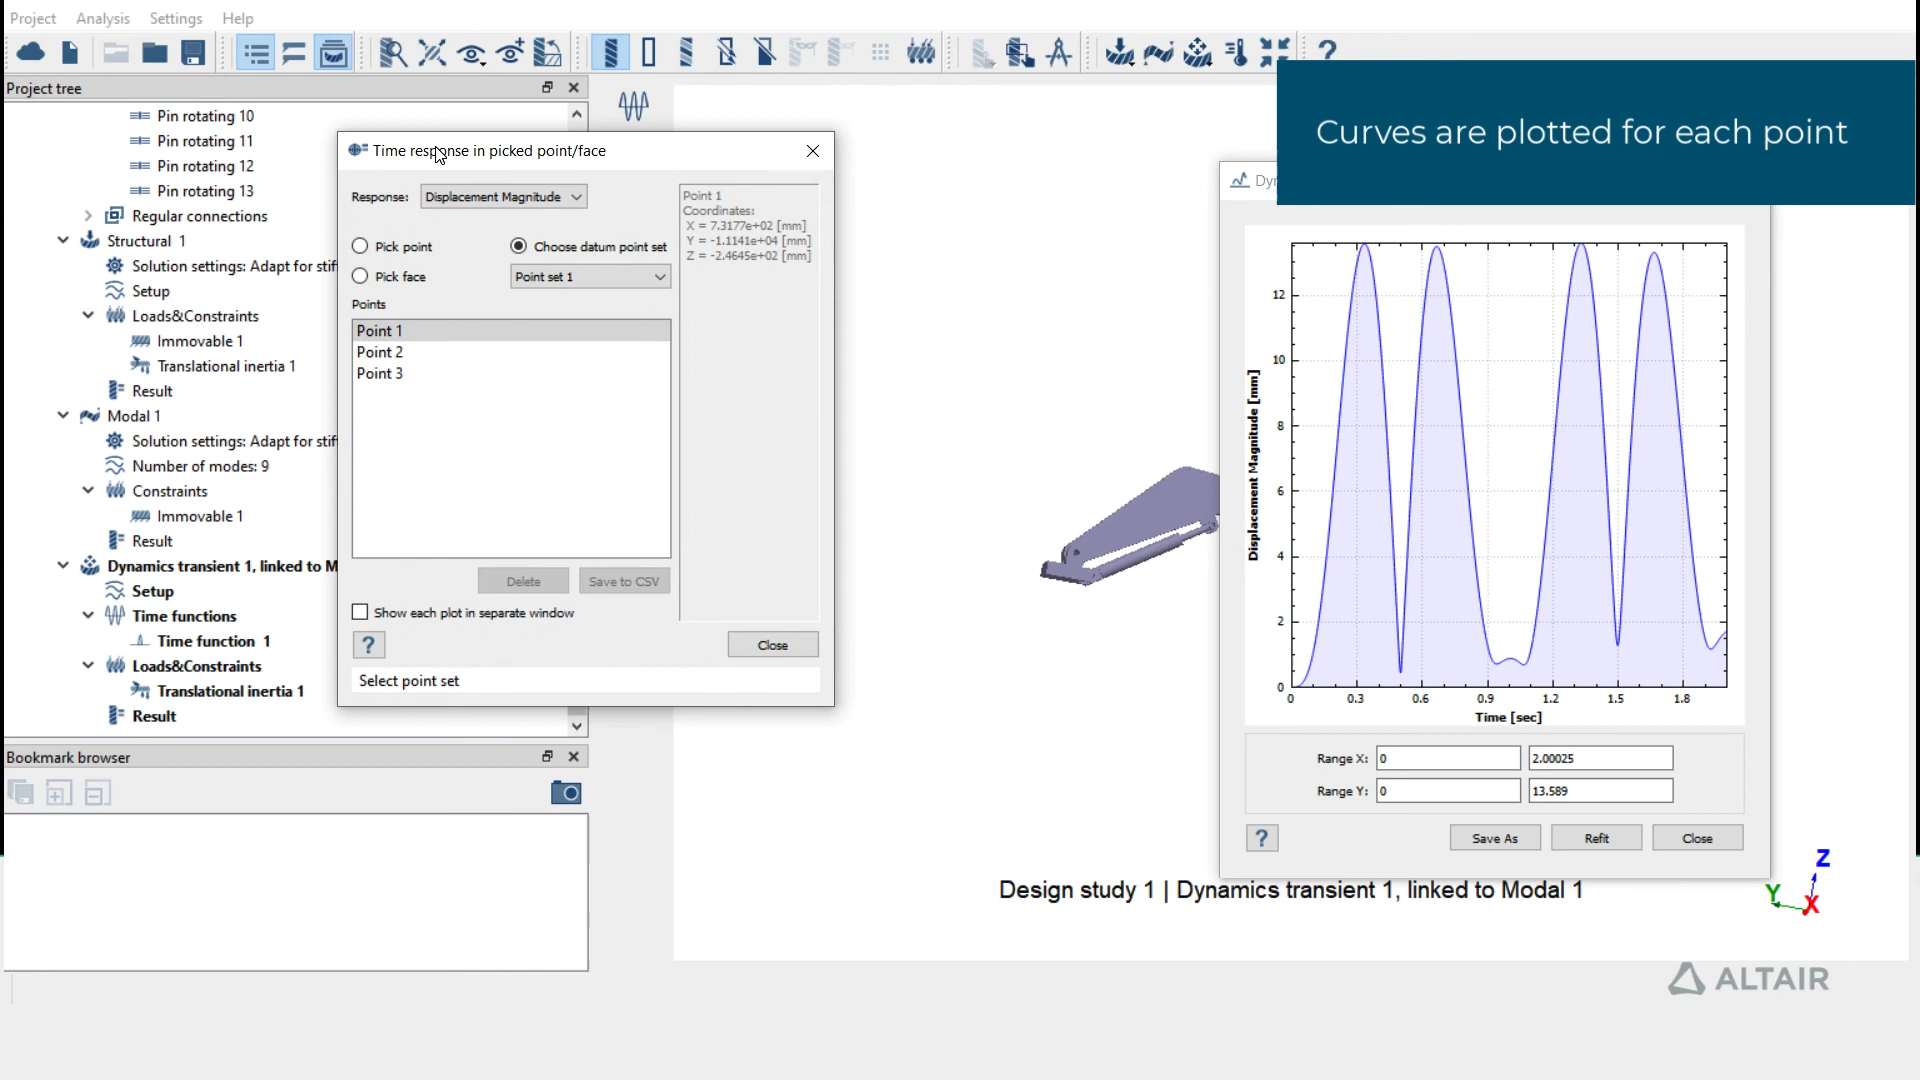 Project Analysis Settings Help
Curves are plotted for each point
Project tree
Pin rotating 10
Pin rotating 11
Pin rotating 12
Pin rotating 13
Regular connections
Structural 1
Solution settings: Adapt for stif
Setup
Loads&Constraints
Immovable 1
Translational inertia 1
Result
Modal 1
Solution settings: Adapt for stif
Number of modes: 9
Constraints
Immovable 1
Result
Dynamics transient 1, linked to M
Setup
Time functions
Time function 1
Loads&Constraints
Translational inertia 1
Result
Bookmark browser
Time response in picked point/face
Response: Displacement Magnitude
Pick point
Choose datum point set
Pick face
Point set 1
Points
Point 1
Point 2
Point 3
Delete
Save to CSV
Show each plot in separate window
?
Close
Select point set
Point 1
Coordinates:
X = 7.3177e+02 [mm]
Y = -1.1141e+04 [mm]
Z = -2.4645e+02 [mm]
Dy
Displacement Magnitude [mm]
12
10
8
6
4
2
0
0 0.3 0.6 0.9 1.2 1.5 1.8
Time [sec]
Range X: 0 2.00025
Range Y: 0 13.589
? Save As Refit Close
Design study 1 | Dynamics transient 1, linked to Modal 1
Z
Y X
ALTAIR